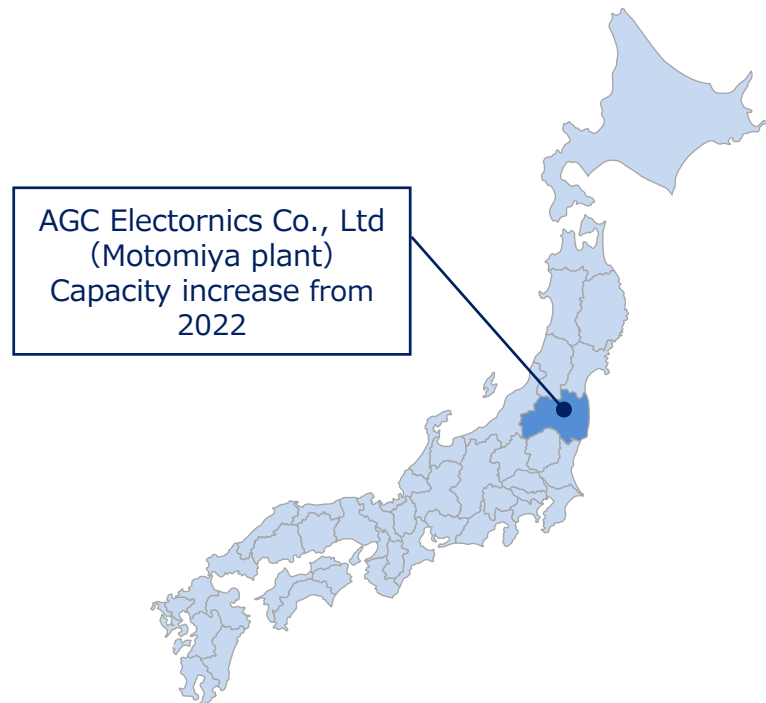 AGC Electornics Co., Ltd
（Motomiya plant）
Capacity increase from
2022